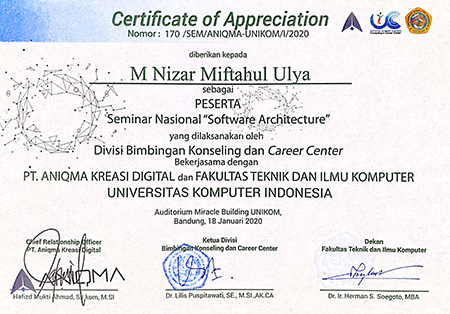 Certificate of Appreciation
Nomor : 170 /SEM/ANIQMA-UNIKOM/I/2020
diberikan kepada
M Nizar Miftahul Ulya
sebagai
PESERTA
Seminar Nasional "Software Architecture"
yang dilaksanakan oleh
Divisi Bimbingan Konseling dan Career Center
Bekerjasama dengan
PT. ANIQMA KREASI DIGITAL dan FAKULTAS TEKNIK DAN ILMU KOMPUTER
UNIVERSITAS KOMPUTER INDONESIA
Auditorium Miracle Building UNIKOM,
Bandung, 18 Januari 2020
Chief Relationship Officer
PT. Aniqma Kreasi Digital
ANIQMA
Hafizd Mukti Ahmad, S.Kom, M.SI
Ketua Divisi
Bimbingan Konseling dan Career Center
Dr. Lilis Puspitawati, SE., M.SI.,AK.CA
Dekan
Fakultas Teknik dan Ilmu Komputer
Dr. Ir. Herman S. Soegoto, MBA